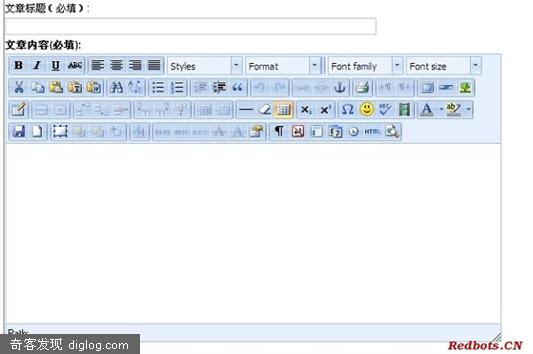 文章标题(必填):
文章内容(必填):
B I U ABC Styles Format Font family Font size
HTML
Path:
奇客发现 diglog.com
Redbots.CN